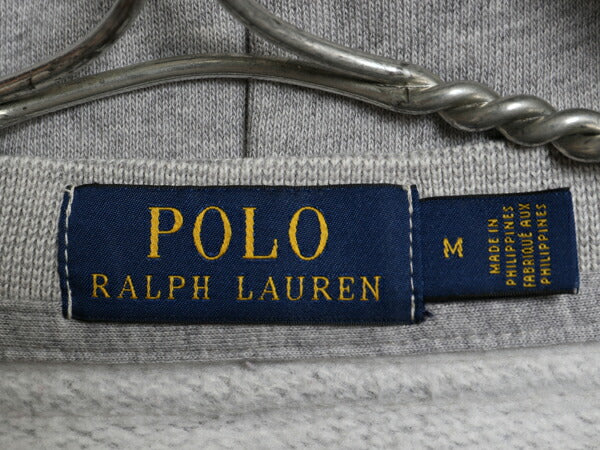 POLO
RALPH LAUREN
M
MADE IN
PHILIPPINES
FABRIQUÉ AUX
PHILIPPINES